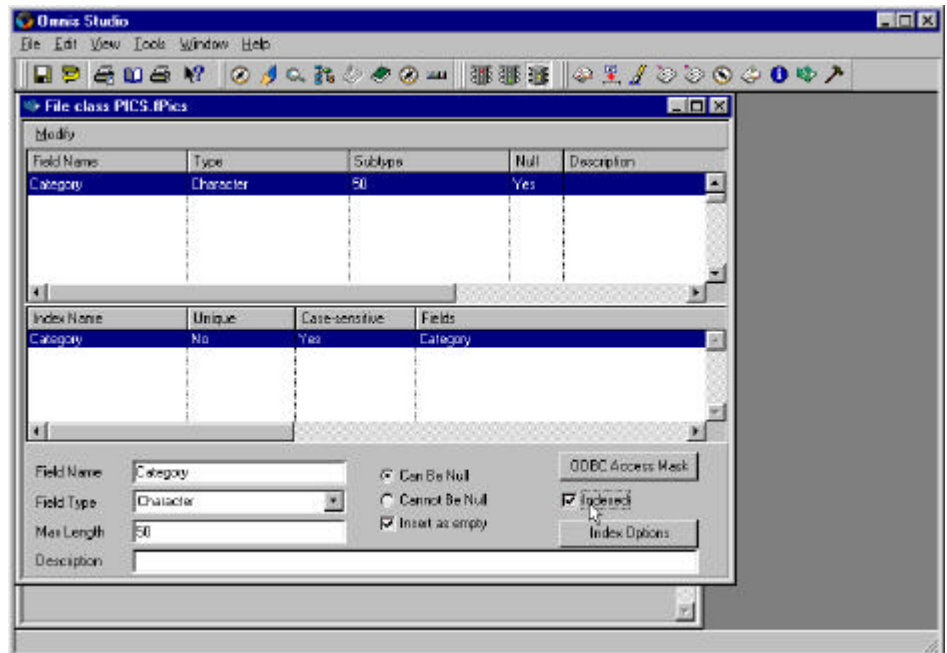 Omnis Studio
File Edit View Tools Window Help
File class PICS.fPics
Modify
Field Name Type Subtype Null Description
Category Character 50 Yes
Index Name Unique Case-sensitive Fields
Category No Yes Category
Field Name Category
Can Be Null
ODBC Access Mask
Field Type Character
Cannot Be Null
Indexed
Max Length 50
Insert as empty
Index Options
Description